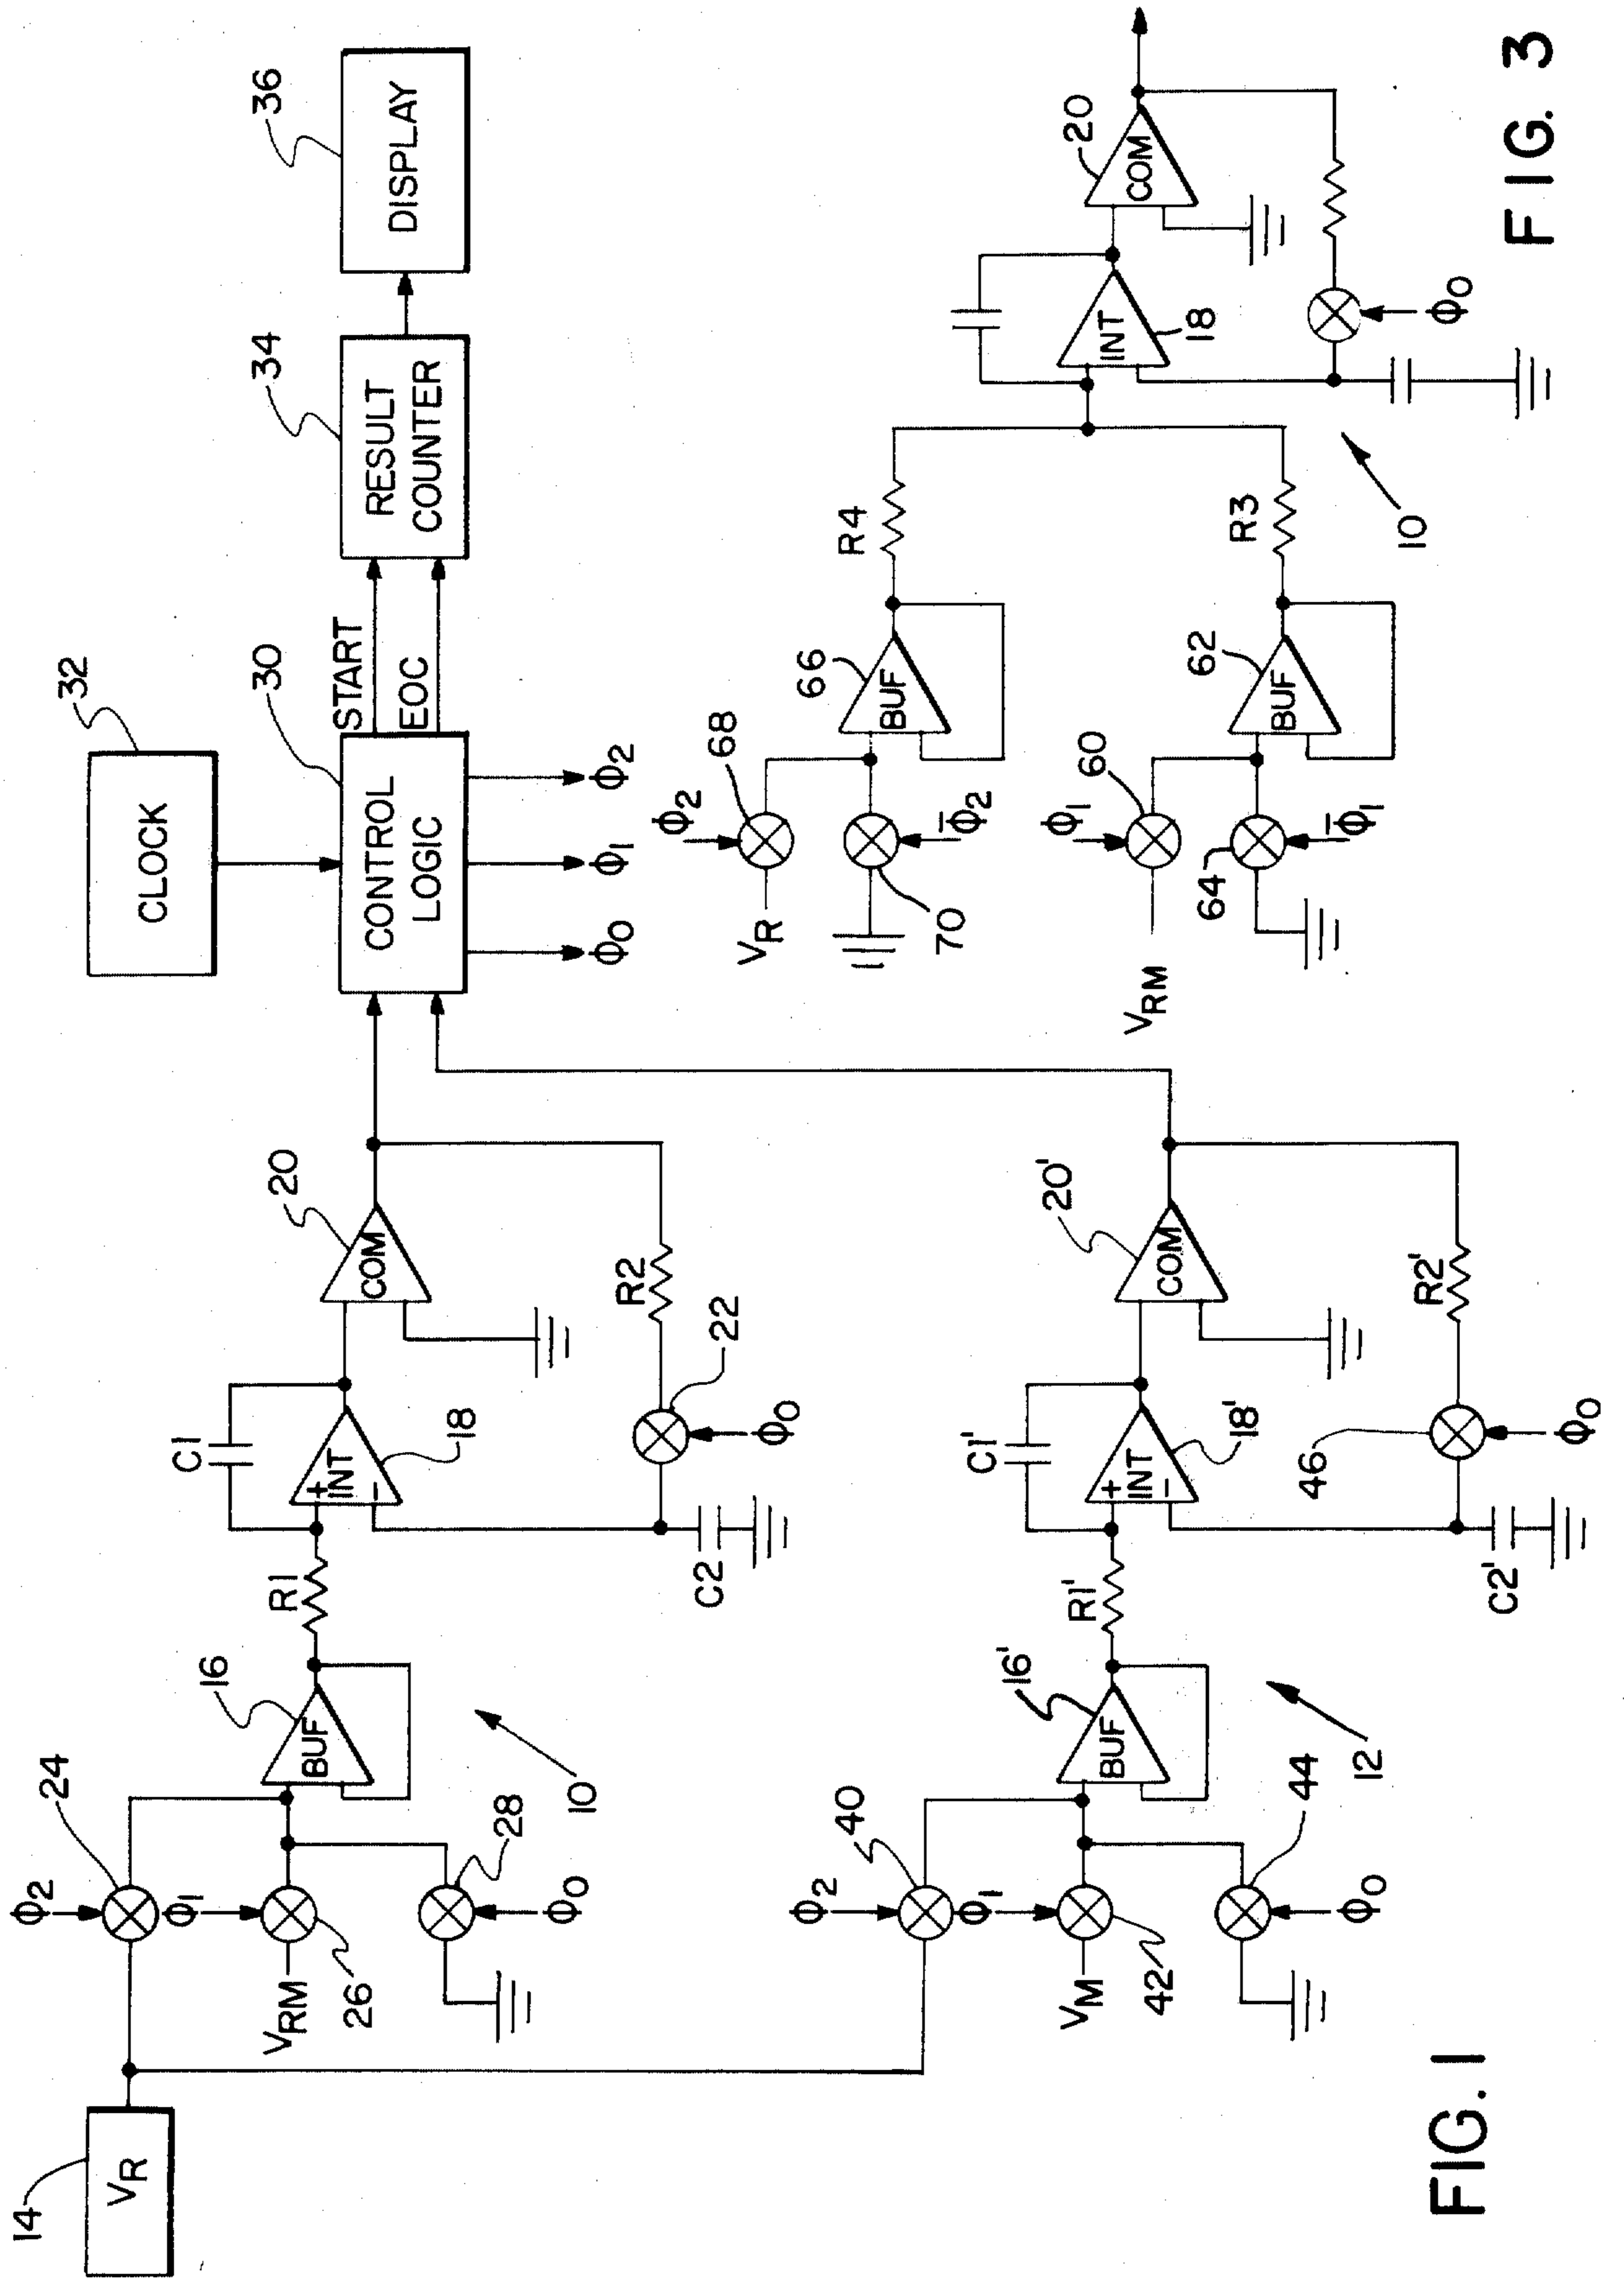 14
VR
24
ϕ2
ϕ1
VRM
26
28
ϕ0
16
BUF
10
R1
C1
+
INT
-
18
C2
22
ϕ0
R2
20
COM
32
CLOCK
30
CONTROL
LOGIC
ϕ0
ϕ1
ϕ2
START
EOC
34
RESULT
COUNTER
36
DISPLAY
40
ϕ2
ϕ1
VM
42
44
ϕ0
16'
BUF
12
R1'
C1'
+
INT
-
18'
C2'
46
ϕ0
R2'
20'
COM
FIG. 1
ϕ2
68
VR
ϕ̄2
70
66
BUF
R4
ϕ1
60
VRM
64
ϕ̄1
62
BUF
R3
10
INT
18
ϕ0
20
COM
FIG. 3